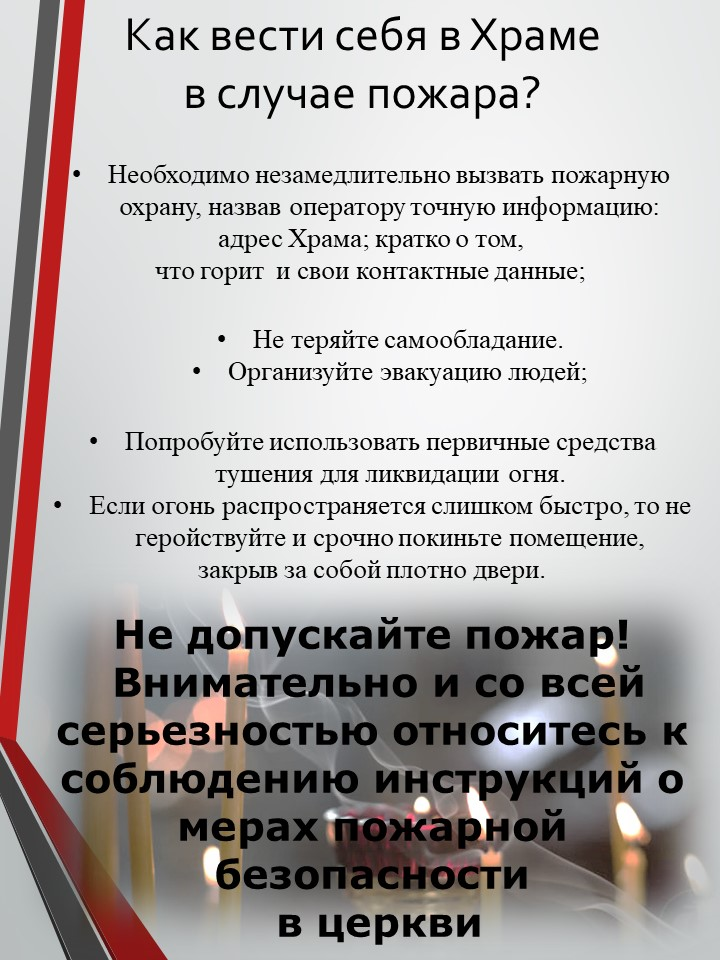 Как вести себя в Храме
в случае пожара?
• Необходимо незамедлительно вызвать пожарную
охрану, назвав оператору точную информацию:
адрес Храма; кратко о том,
что горит и свои контактные данные;
• Не теряйте самообладание.
• Организуйте эвакуацию людей;
• Попробуйте использовать первичные средства
тушения для ликвидации огня.
• Если огонь распространяется слишком быстро, то не
геройствуйте и срочно покиньте помещение,
закрыв за собой плотно двери.
Не допускайте пожар!
Внимательно и со всей
серьезностью относитесь к
соблюдению инструкций о
мерах пожарной
безопасности
в церкви